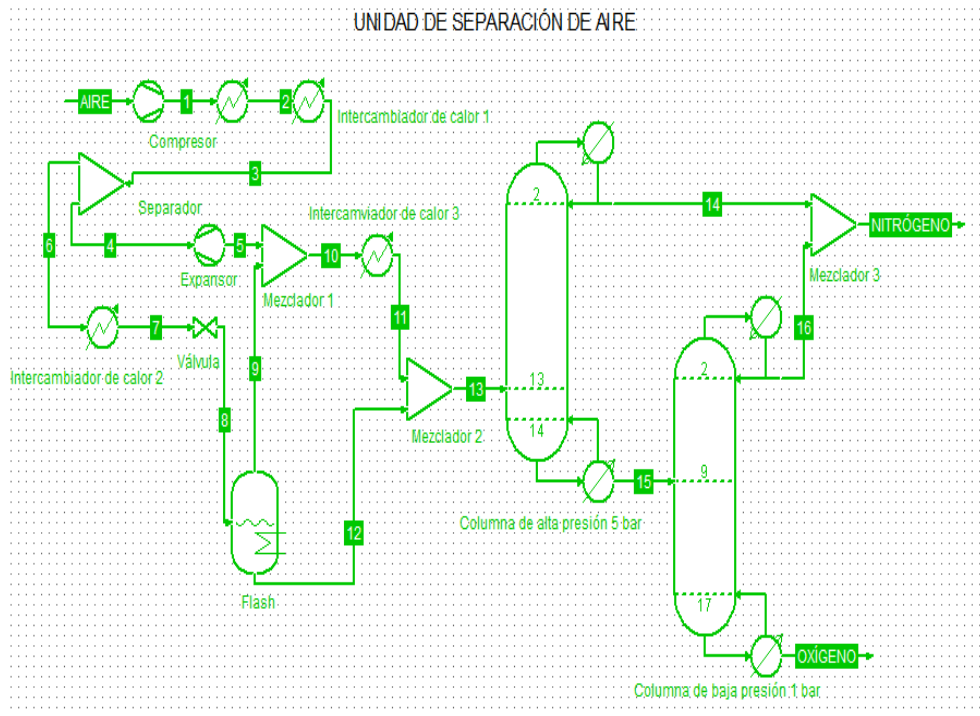 UNIDAD DE SEPARACIÓN DE AIRE
AIRE
1
2
Compresor
Intercambiador de calor 1
3
Separador
Intercamviador de calor 3
6
4
5
10
Expansor
Mezclador 1
11
7
Válvula
Intercambiador de calor 2
8
9
Mezclador 2
13
12
Flash
2
13
14
Columna de alta presión 5 bar
14
NITRÓGENO
Mezclador 3
16
15
2
9
17
OXÍGENO
Columna de baja presión 1 bar